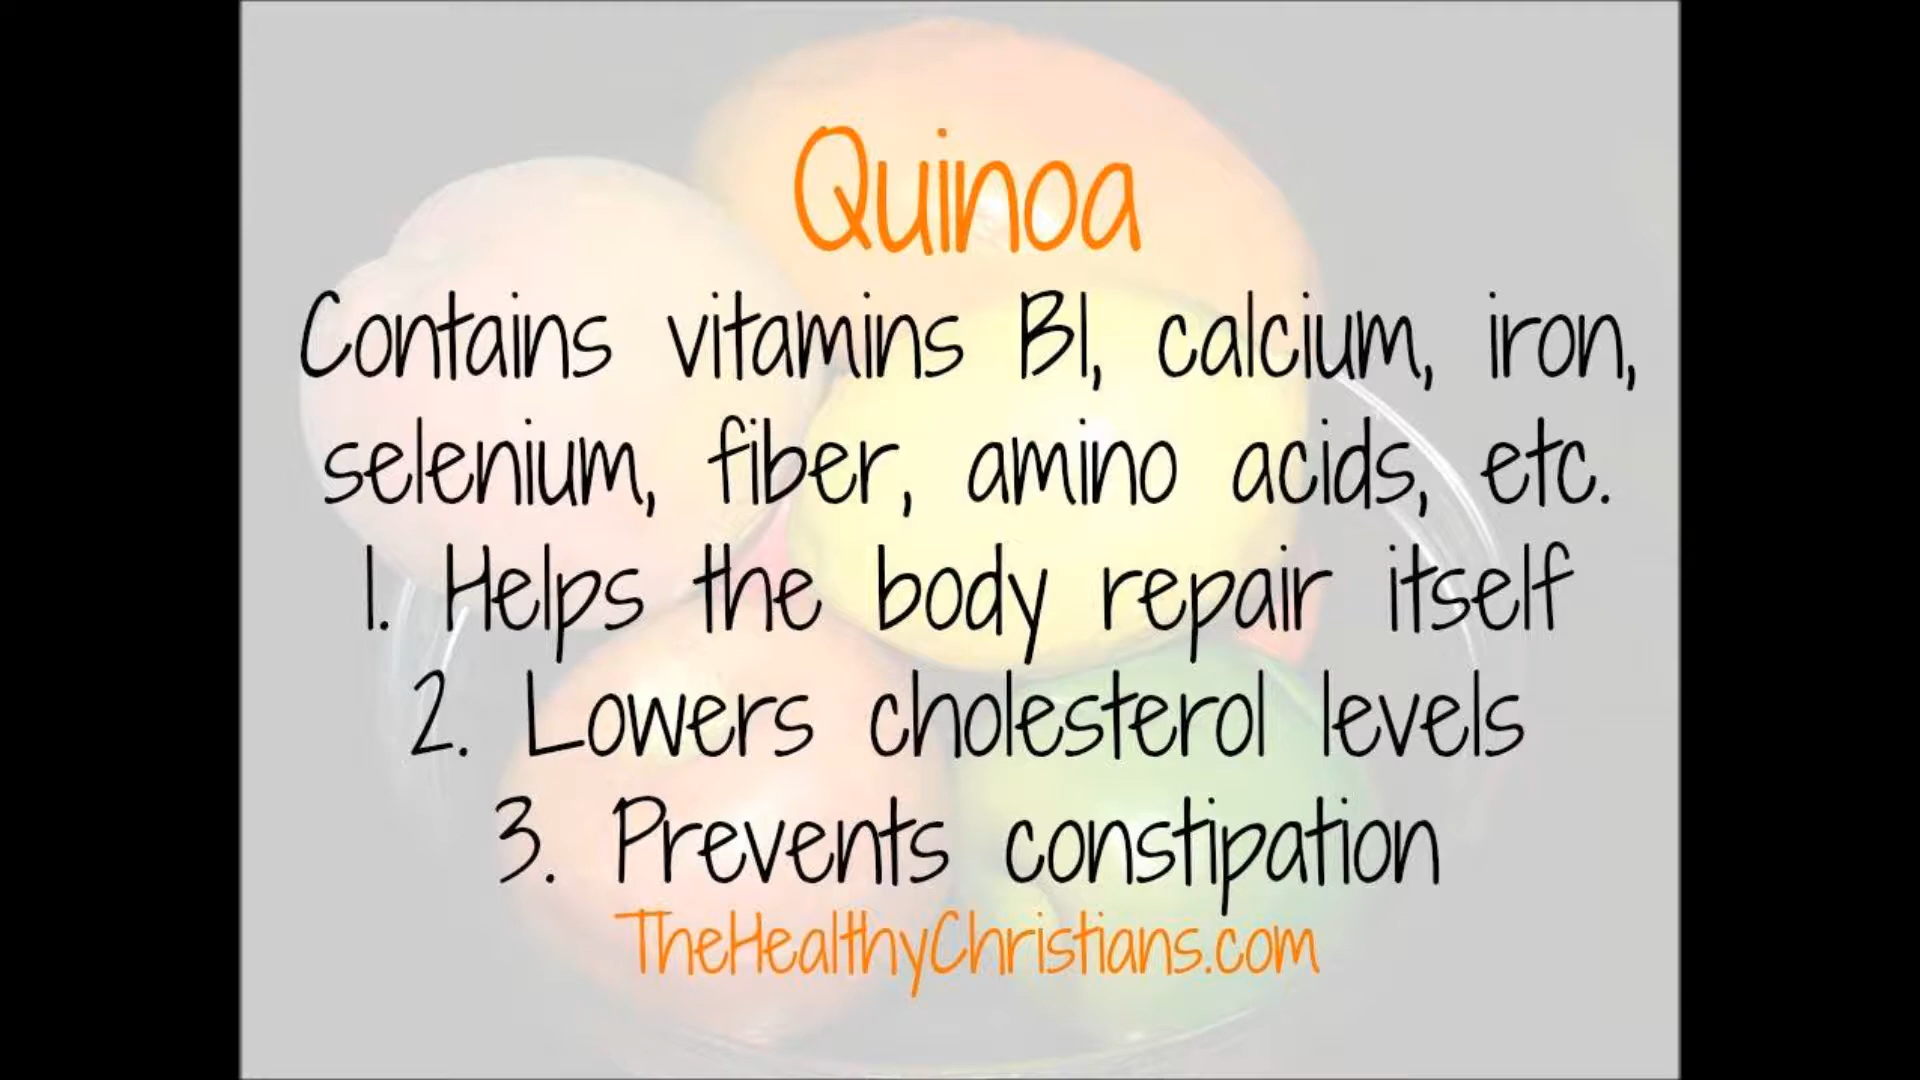 Quinoa
Contains vitamins B1, calcium, iron,
selenium, fiber, amino acids, etc.
1. Helps the body repair itself
2. Lowers cholesterol levels
3. Prevents constipation
TheHealthyChristians.com